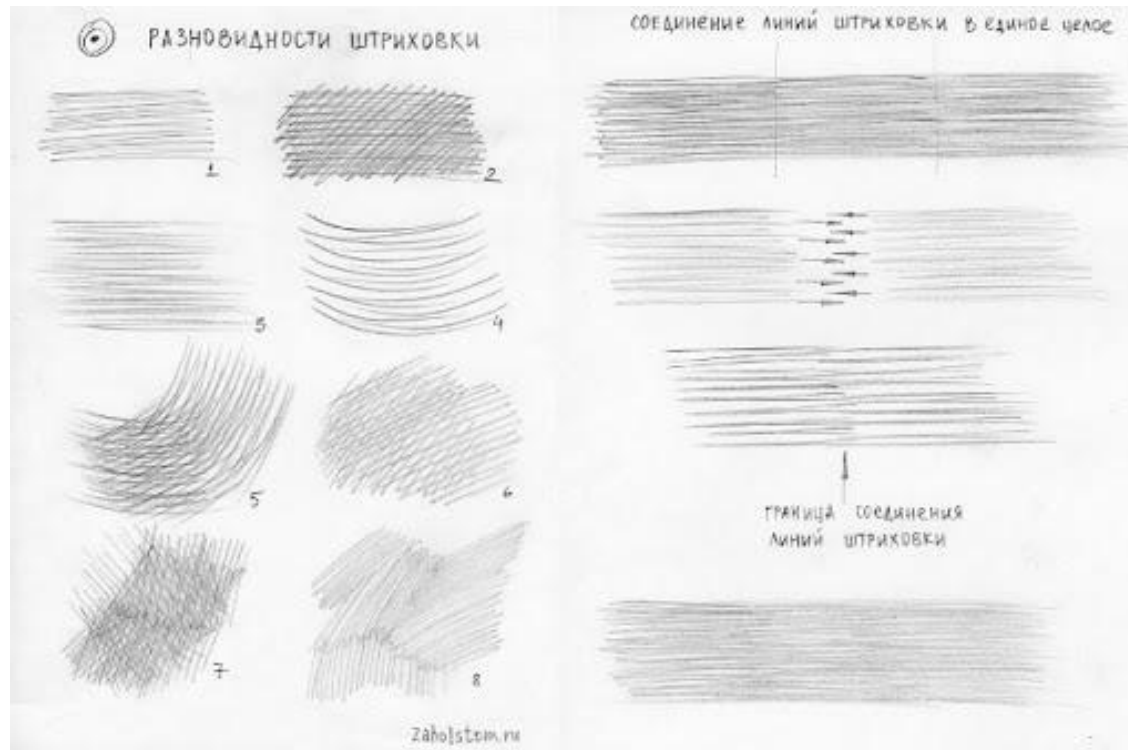 РАЗНОВИДНОСТИ ШТРИХОВКИ
1
2
3
4
5
6
7
8
zaholstom.ru
СОЕДИНЕНИЕ ЛИНИЙ ШТРИХОВКИ В ЕДИНОЕ ЦЕЛОЕ
ГРАНИЦА СОЕДИНЕНИЯ
ЛИНИЙ ШТРИХОВКИ